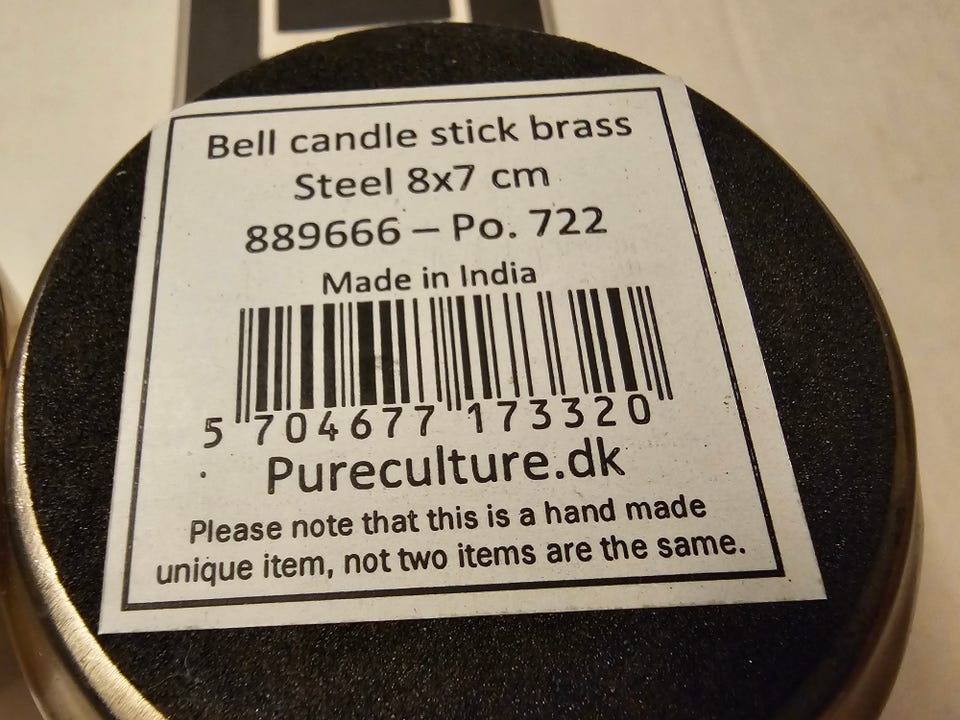 Bell candle stick brass
Steel 8x7 cm
889666 – Po. 722
Made in India
5 704677 173320
Pureculture.dk
Please note that this is a hand made
unique item, not two items are the same.